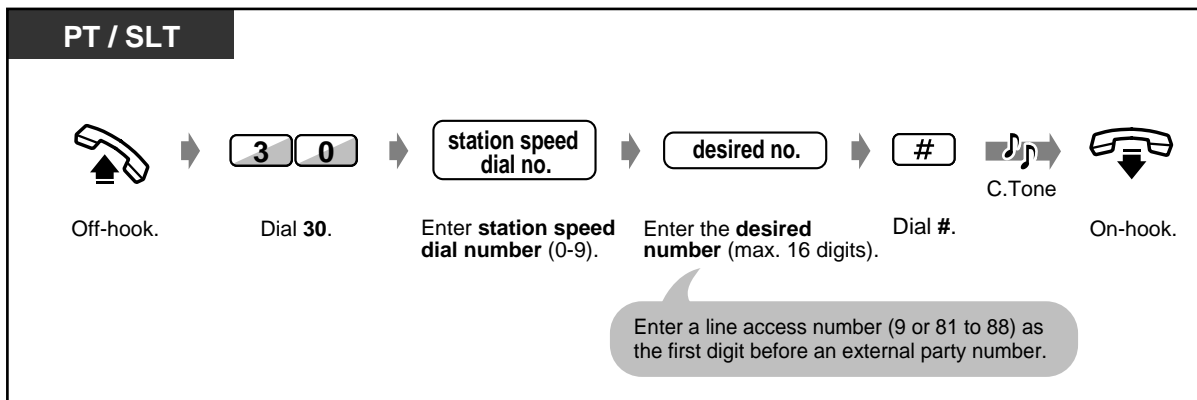 PT / SLT
3 0
station speed
dial no.
desired no.
#
C.Tone
Off-hook.
Dial 30.
Enter station speed
dial number (0-9).
Enter the desired
number (max. 16 digits).
Dial #.
On-hook.
Enter a line access number (9 or 81 to 88) as
the first digit before an external party number.